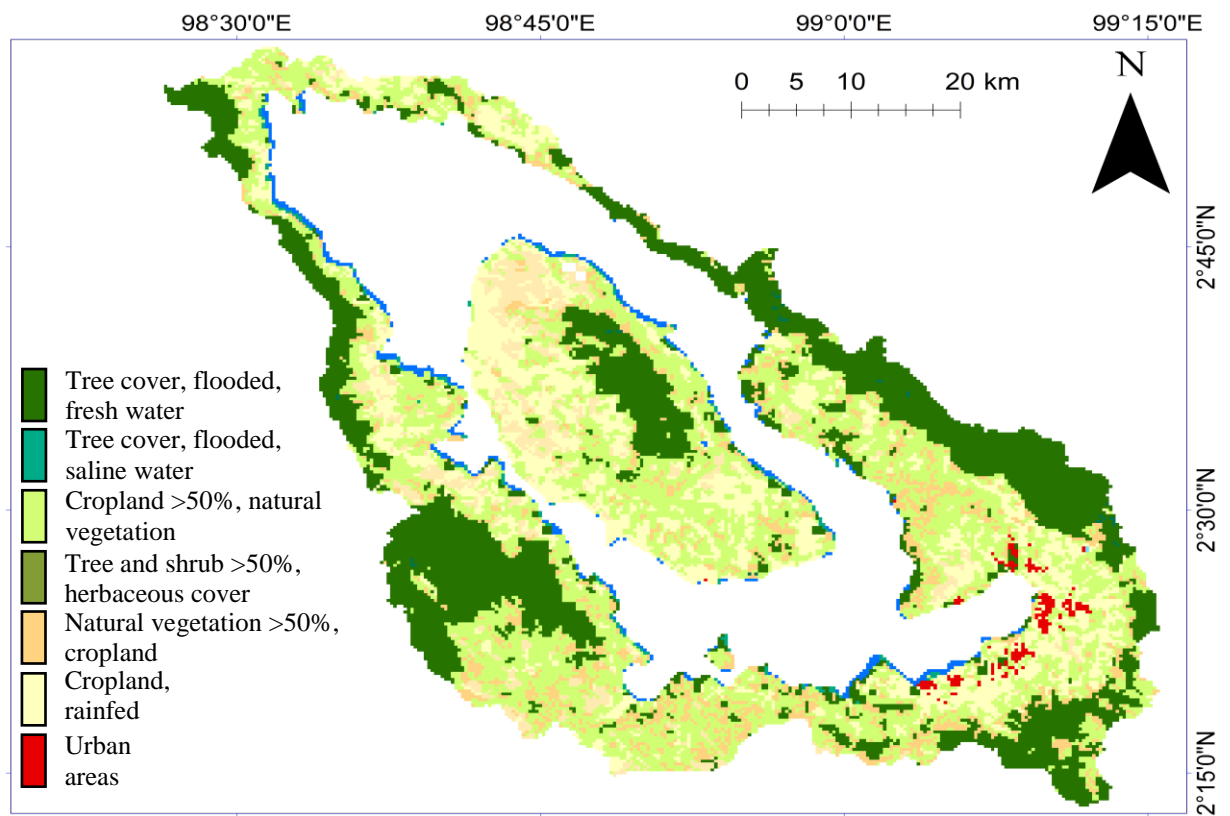 98°30'0"E 98°45'0"E 99°0'0"E 99°15'0"E
0 5 10 20 km
N
2°45'0"N
2°30'0"N
2°15'0"N
Tree cover, flooded,
fresh water
Tree cover, flooded,
saline water
Cropland >50%, natural
vegetation
Tree and shrub >50%,
herbaceous cover
Natural vegetation >50%,
cropland
Cropland,
rainfed
Urban
areas